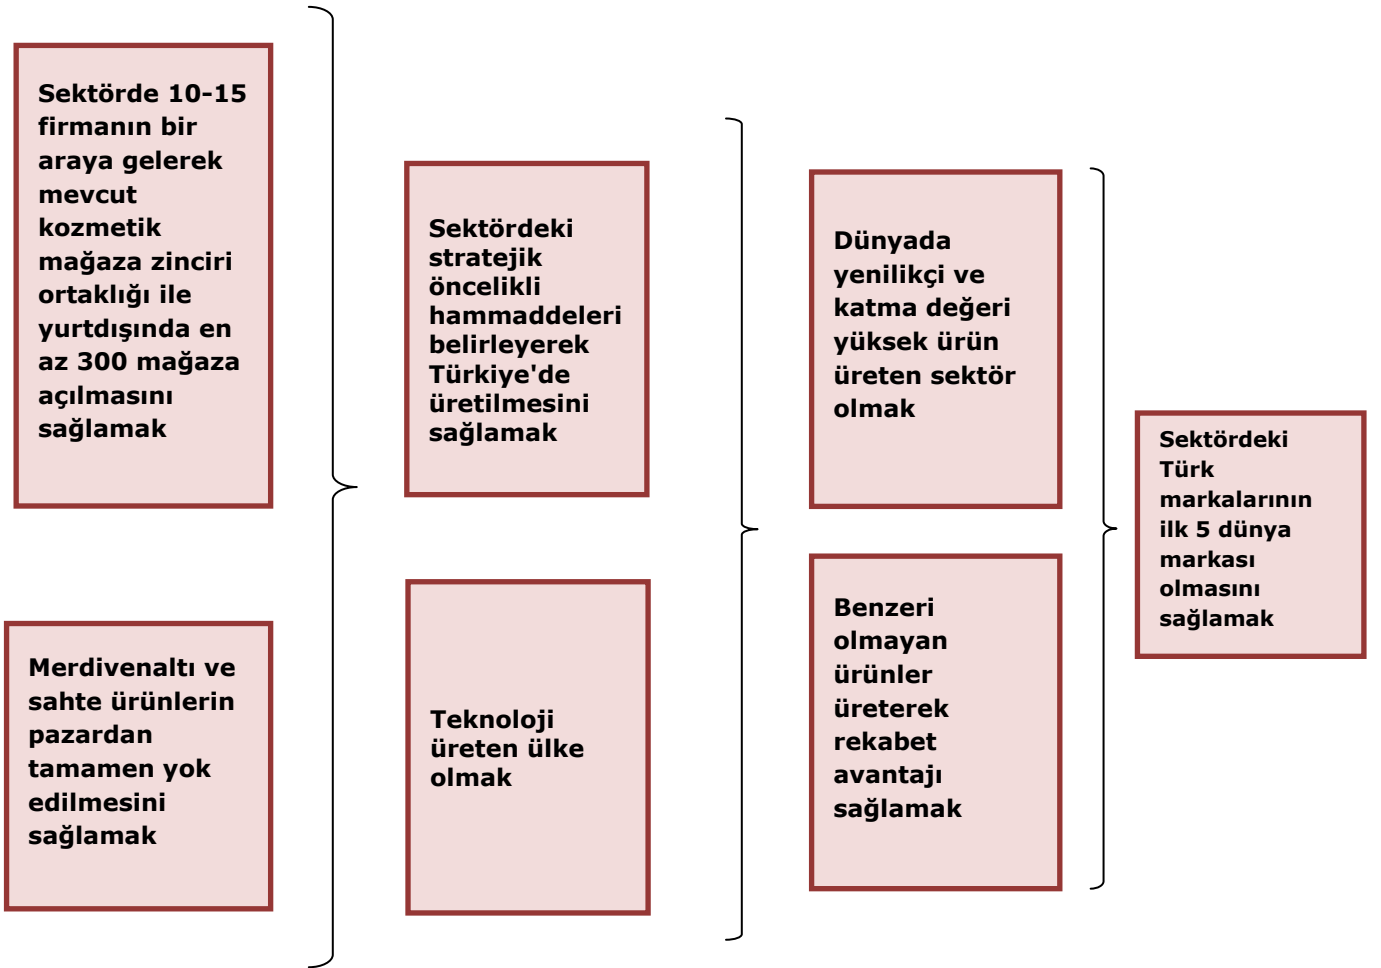 Sektörde 10-15
firmanın bir
araya gelerek
mevcut
kozmetik
mağaza zinciri
ortaklığı ile
yurtdışında en
az 300 mağaza
açılmasını
sağlamak
Merdivenaltı ve
sahte ürünlerin
pazardan
tamamen yok
edilmesini
sağlamak
Sektördeki
stratejik
öncelikli
hammaddeleri
belirleyerek
Türkiye'de
üretilmesini
sağlamak
Teknoloji
üreten ülke
olmak
Dünyada
yenilikçi ve
katma değeri
yüksek ürün
üreten sektör
olmak
Benzeri
olmayan
ürünler
üreterek
rekabet
avantajı
sağlamak
Sektördeki
Türk
markalarının
ilk 5 dünya
markası
olmasını
sağlamak